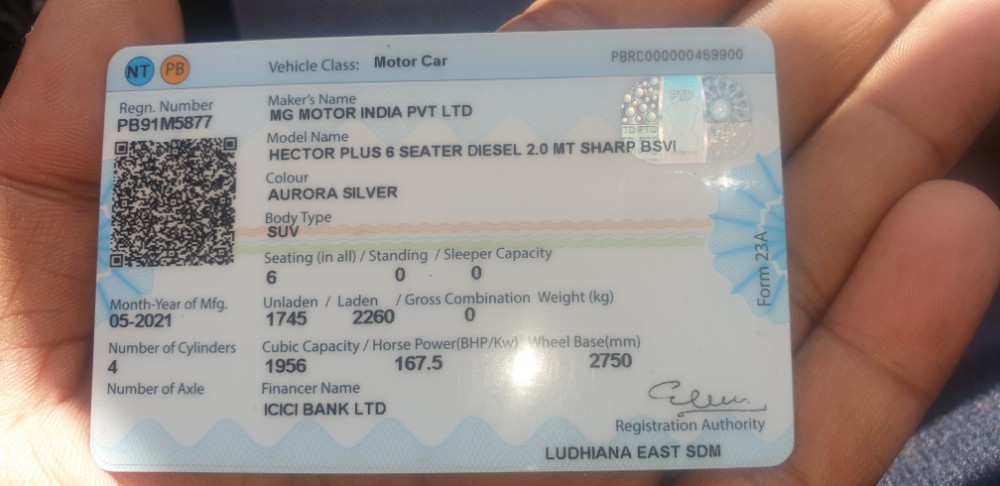 NT PB Vehicle Class: Motor Car PBRC000000469900
Regn. Number
PB91M5877
Maker's Name
MG MOTOR INDIA PVT LTD
Model Name
HECTOR PLUS 6 SEATER DIESEL 2.0 MT SHARP BSVI
Colour
AURORA SILVER
Body Type
SUV
Seating (in all) / Standing / Sleeper Capacity
6 0 0
Month-Year of Mfg.
05-2021
Unladen / Laden / Gross Combination Weight (kg)
1745 2260 0
Number of Cylinders
4
Cubic Capacity / Horse Power(BHP/Kw) Wheel Base(mm)
1956 167.5 2750
Number of Axle
Financer Name
ICICI BANK LTD
Form 23A
Registration Authority
LUDHIANA EAST SDM